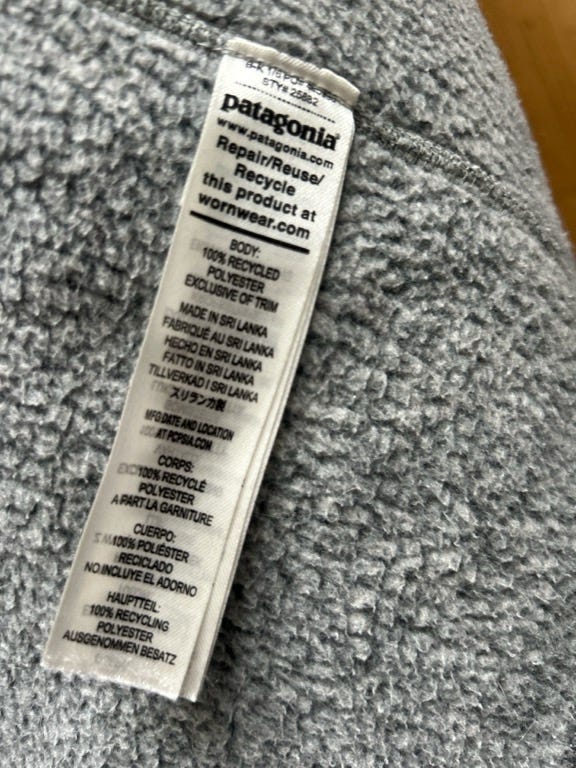 STY# 25882
patagonia®
www.patagonia.com
Repair/Reuse/
Recycle
this product at
wornwear.com
BODY:
100% RECYCLED
POLYESTER
EXCLUSIVE OF TRIM
MADE IN SRI LANKA
FABRIQUÉ AU SRI LANKA
HECHO EN SRI LANKA
FATTO IN SRI LANKA
TILLVERKAD I SRI LANKA
スリランカ製
MFG DATE AND LOCATION
AT PCPSIA.COM
CORPS:
100% RECYCLÉ
POLYESTER
A PART LA GARNITURE
CUERPO:
100% POLIÉSTER
RECICLADO
NO INCLUYE EL ADORNO
HAUPTTEIL:
100% RECYCLING
POLYESTER
AUSGENOMMEN BESATZ